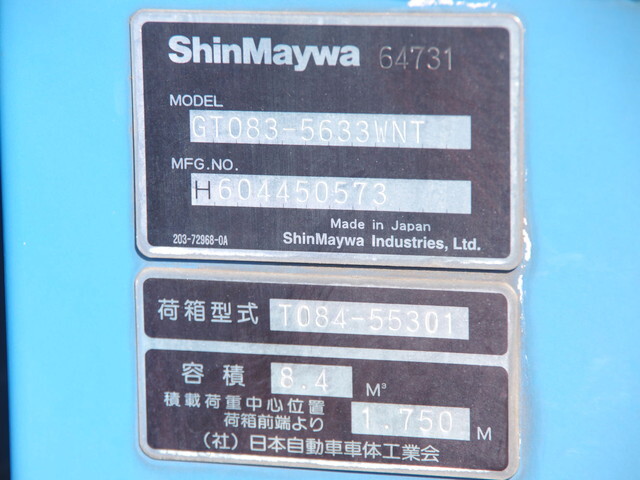 ShinMaywa 64731
MODEL
GT083-5633WNT
MFG.NO.
H604450573
Made in Japan
203-72968-0A ShinMaywa Industries, Ltd.
荷箱型式 T084-55301
容積 8.4 M³
積載荷重中心位置
荷箱前端より 1.750 M
(社)日本自動車車体工業会